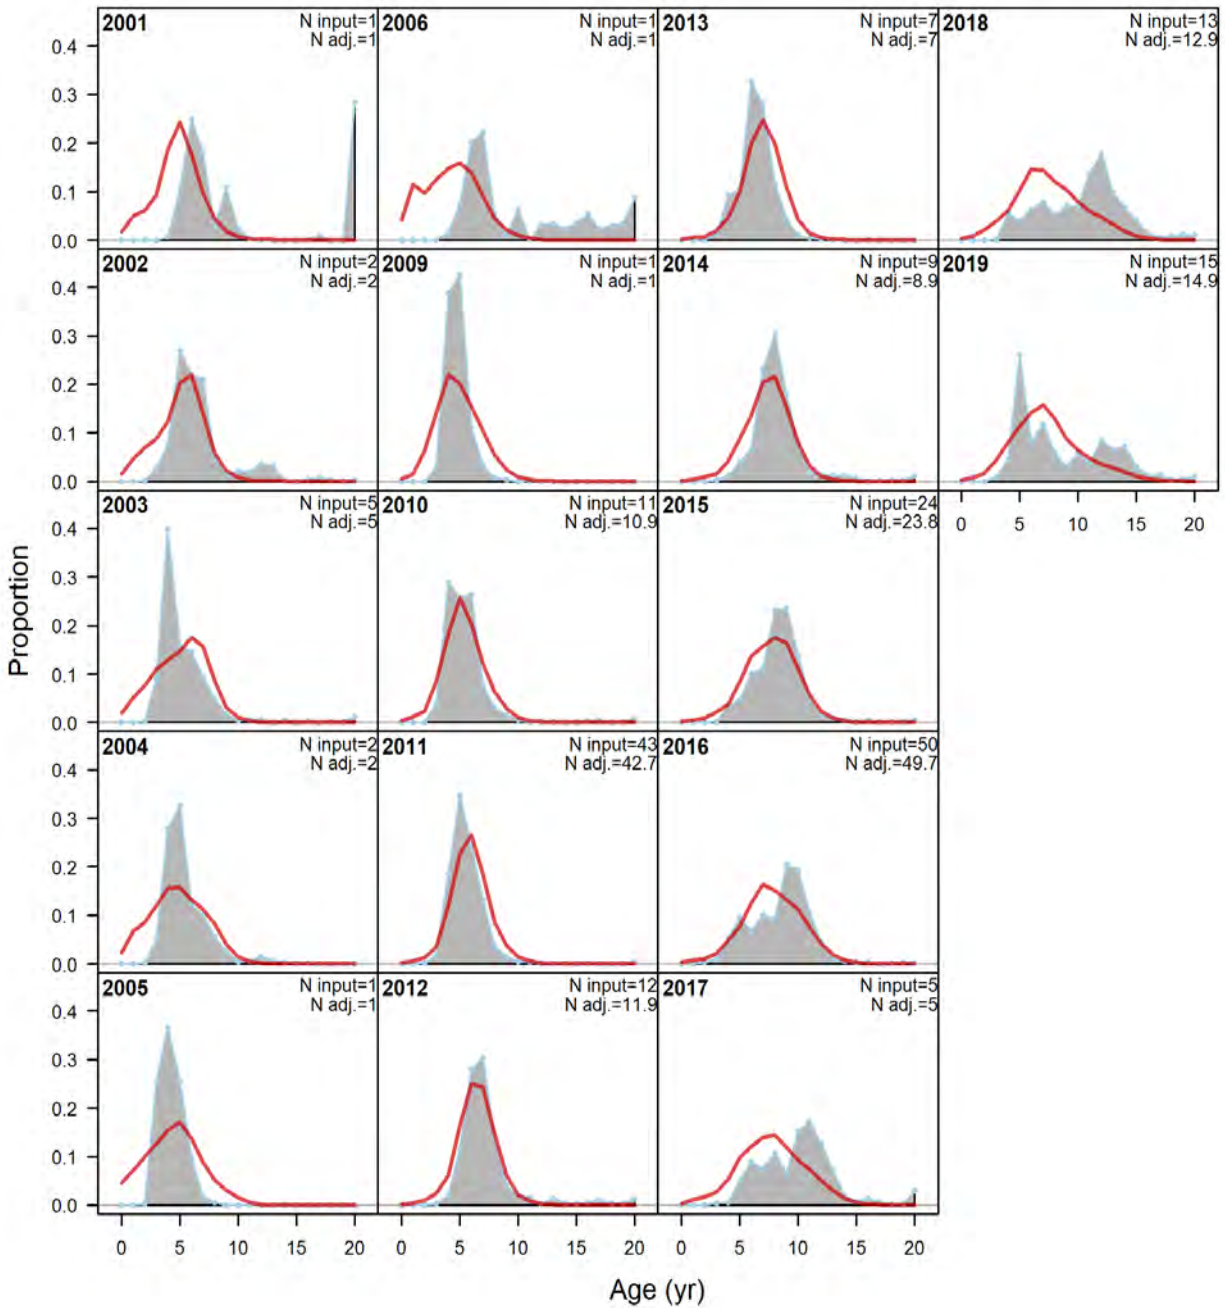 2001 N input=1
N adj.=1
2006 N input=1
N adj.=1
2013 N input=7
N adj.=7
2018 N input=13
N adj.=12.9
0.4
0.3
0.2
0.1
0.0
2002 N input=2
N adj.=2
2009 N input=1
N adj.=1
2014 N input=9
N adj.=8.9
2019 N input=15
N adj.=14.9
0.4
0.3
0.2
0.1
0.0
2003 N input=5
N adj.=5
2010 N input=11
N adj.=10.9
2015 N input=24
N adj.=23.8
0 5 10 15 20
0.4
0.3
0.2
0.1
0.0
Proportion
2004 N input=2
N adj.=2
2011 N input=43
N adj.=42.7
2016 N input=50
N adj.=49.7
0.4
0.3
0.2
0.1
0.0
2005 N input=1
N adj.=1
2012 N input=12
N adj.=11.9
2017 N input=5
N adj.=5
0.4
0.3
0.2
0.1
0.0
0 5 10 15 20
0 5 10 15 20
0 5 10 15 20
Age (yr)